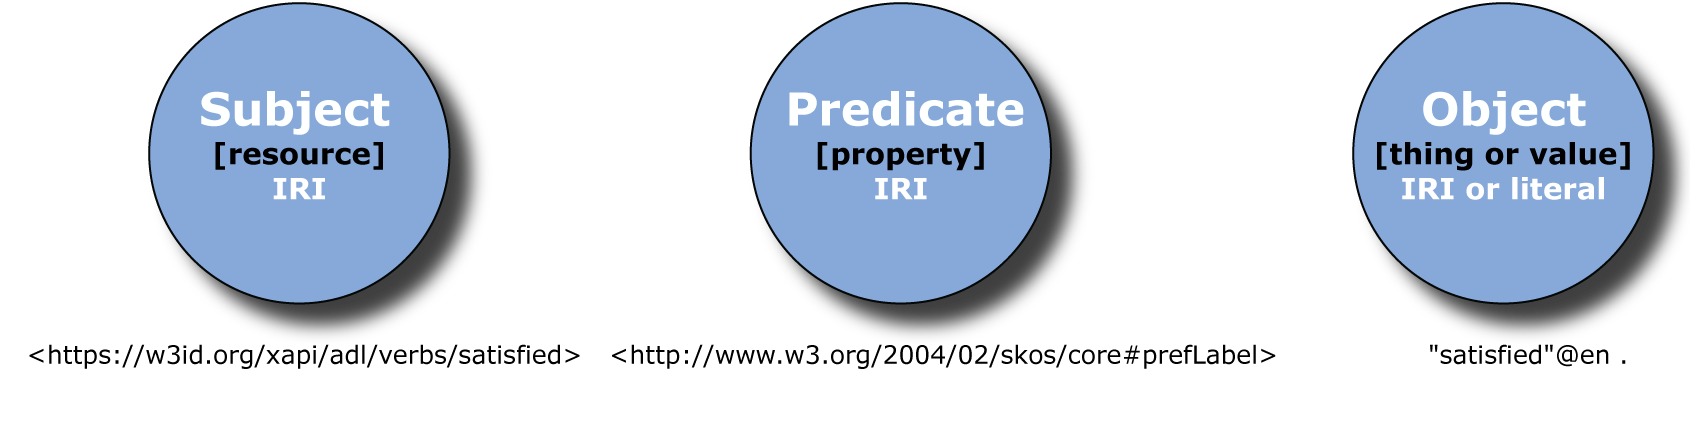 Subject
[resource]
IRI
<https://w3id.org/xapi/adl/verbs/satisfied>
Predicate
[property]
IRI
<http://www.w3.org/2004/02/skos/core#prefLabel>
Object
[thing or value]
IRI or literal
"satisfied"@en .